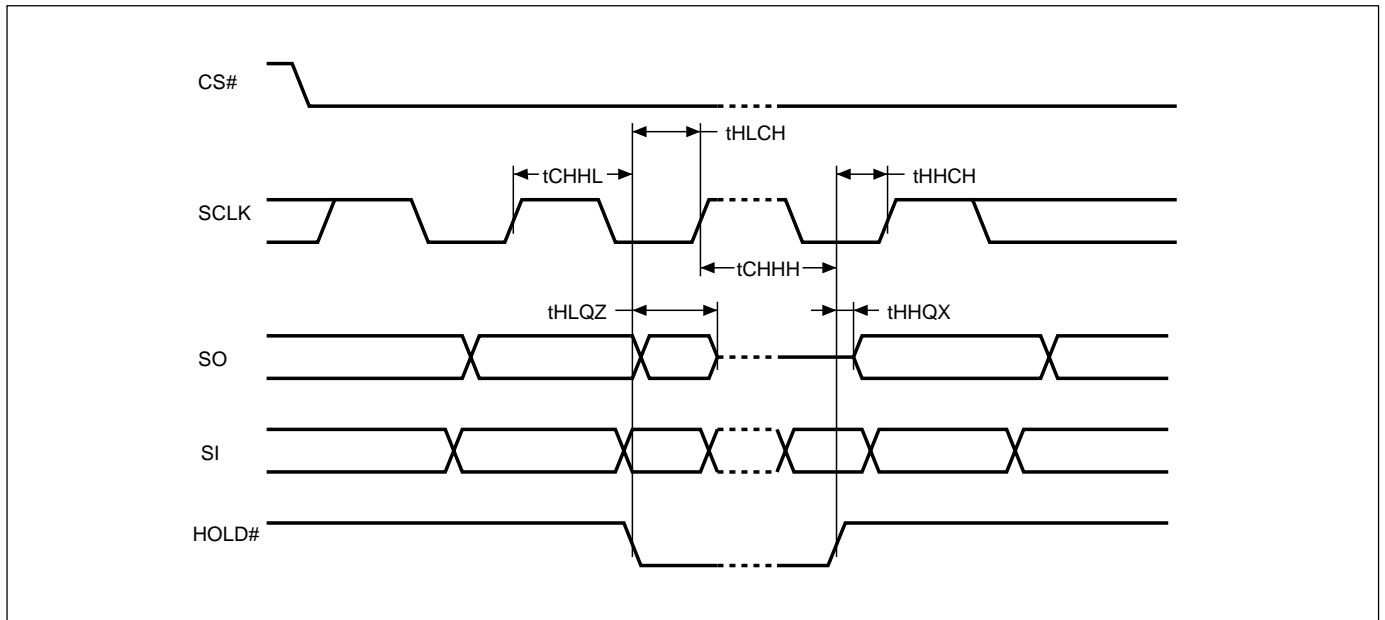 CS#
tHLCH
tCHHL
tHHCH
SCLK
tCHHH
tHLQZ
tHHQX
SO
SI
HOLD#